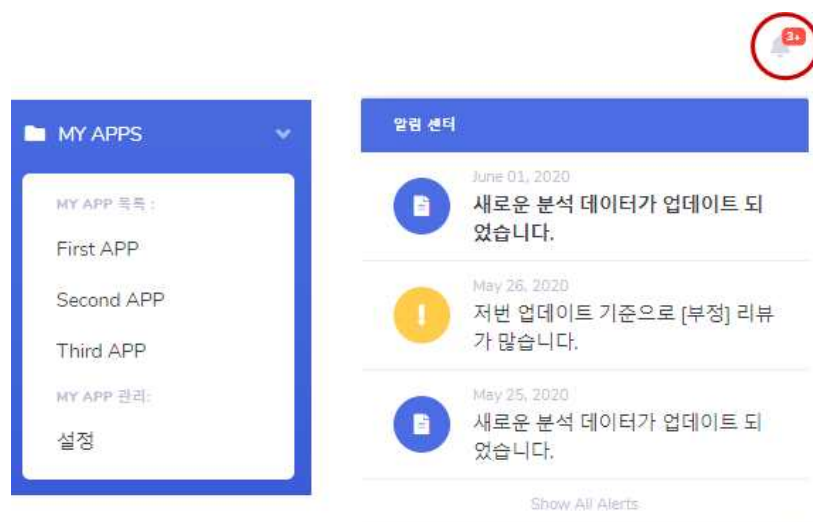 3+
MY APPS
MY APP 목록 :
First APP
Second APP
Third APP
MY APP 관리:
설정
알림 센터
June 01, 2020
새로운 분석 데이터가 업데이트 되
었습니다.
May 26, 2020
저번 업데이트 기준으로 [부정] 리뷰
가 많습니다.
May 25, 2020
새로운 분석 데이터가 업데이트 되
었습니다.
Show All Alerts